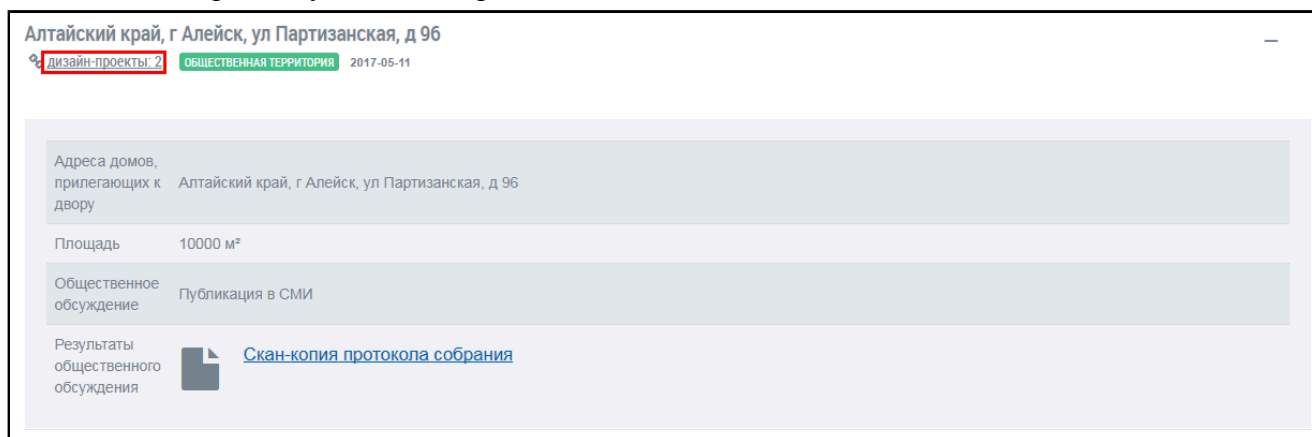 Алтайский край, г Алейск, ул Партизанская, д 96
дизайн-проекты: 2 ОБЩЕСТВЕННАЯ ТЕРРИТОРИЯ 2017-05-11
Адреса домов,
прилегающих к
двору
Алтайский край, г Алейск, ул Партизанская, д 96
Площадь 10000 м²
Общественное
обсуждение
Публикация в СМИ
Результаты
общественного
обсуждения
Скан-копия протокола собрания